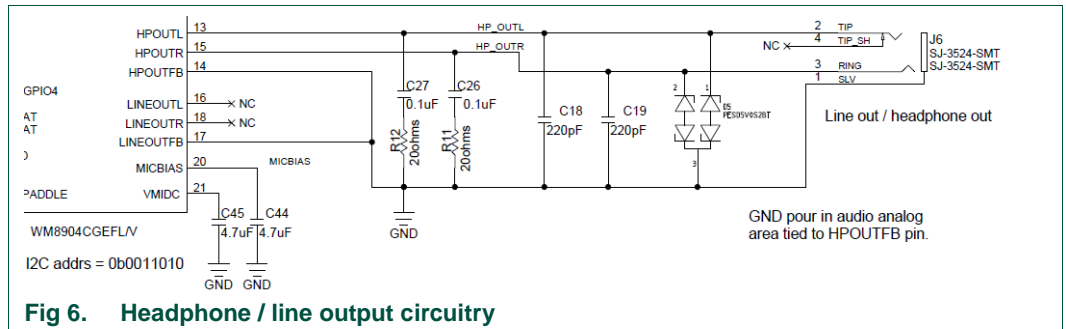 HPOUTL 13 HP_OUTL 2 TIP
NC 4 TIP_SH J6
HPOUTR 15 HP_OUTR SJ-3524-SMT
SJ-3524-SMT
HPOUTFB 14 3 RING
1 SLV
GPIO4
C27 C26 2 1
LINEOUTL 16 NC 0.1uF 0.1uF C18 C19
AT
AT LINEOUTR 18 NC 220pF 220pF Line out / headphone out
LINEOUTFB 17
R12 20ohms R11 20ohms
MICBIAS 20 MICBIAS 3
PADDLE VMIDC 21
C45 C44
4.7uF 4.7uF
WM8904CGEFL/V
GND
GND pour in audio analog
area tied to HPOUTFB pin.
I2C addrs = 0b0011010
GND GND
Fig 6. Headphone / line output circuitry